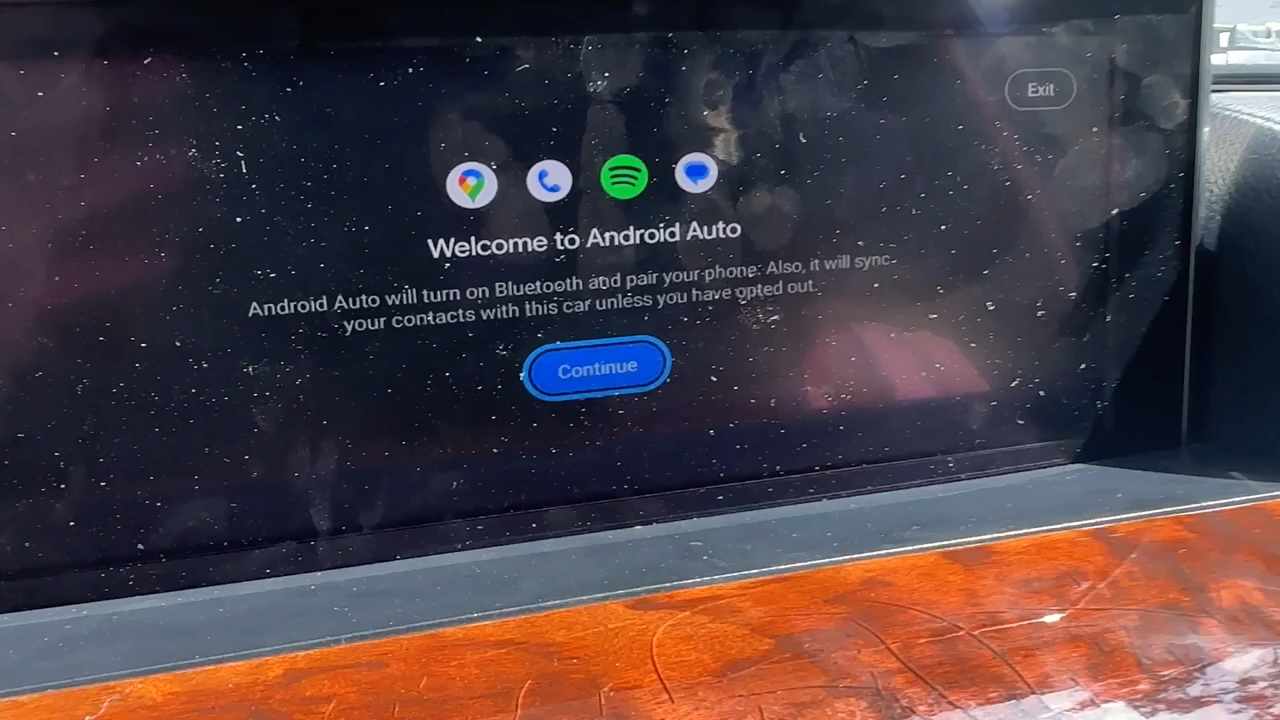 Exit
Welcome to Android Auto
Android Auto will turn on Bluetooth and pair your phone. Also, it will sync
your contacts with this car unless you have opted out.
Continue